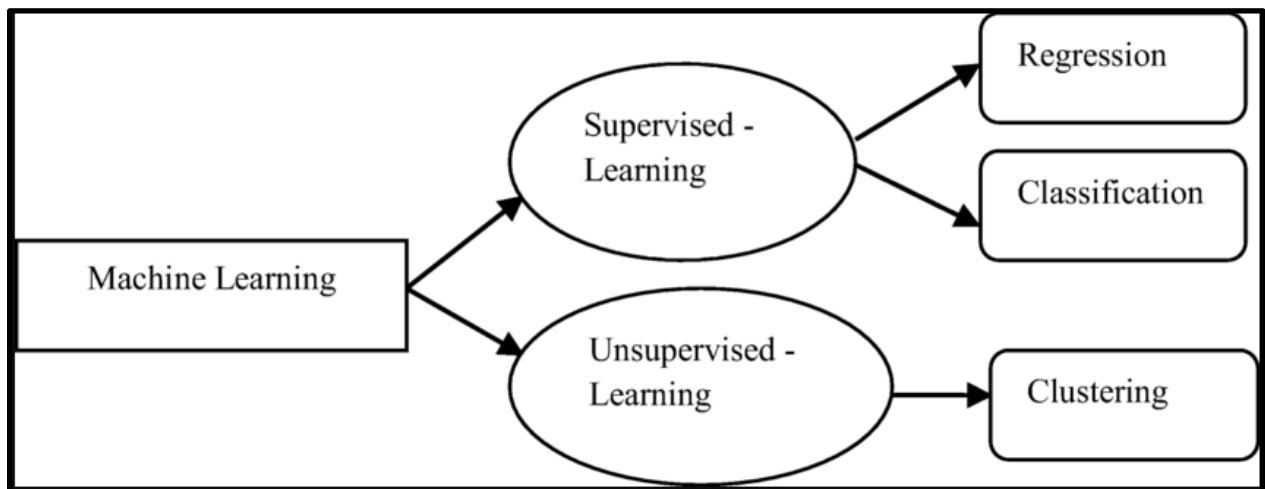 Machine Learning
Supervised -
Learning
Unsupervised -
Learning
Regression
Classification
Clustering